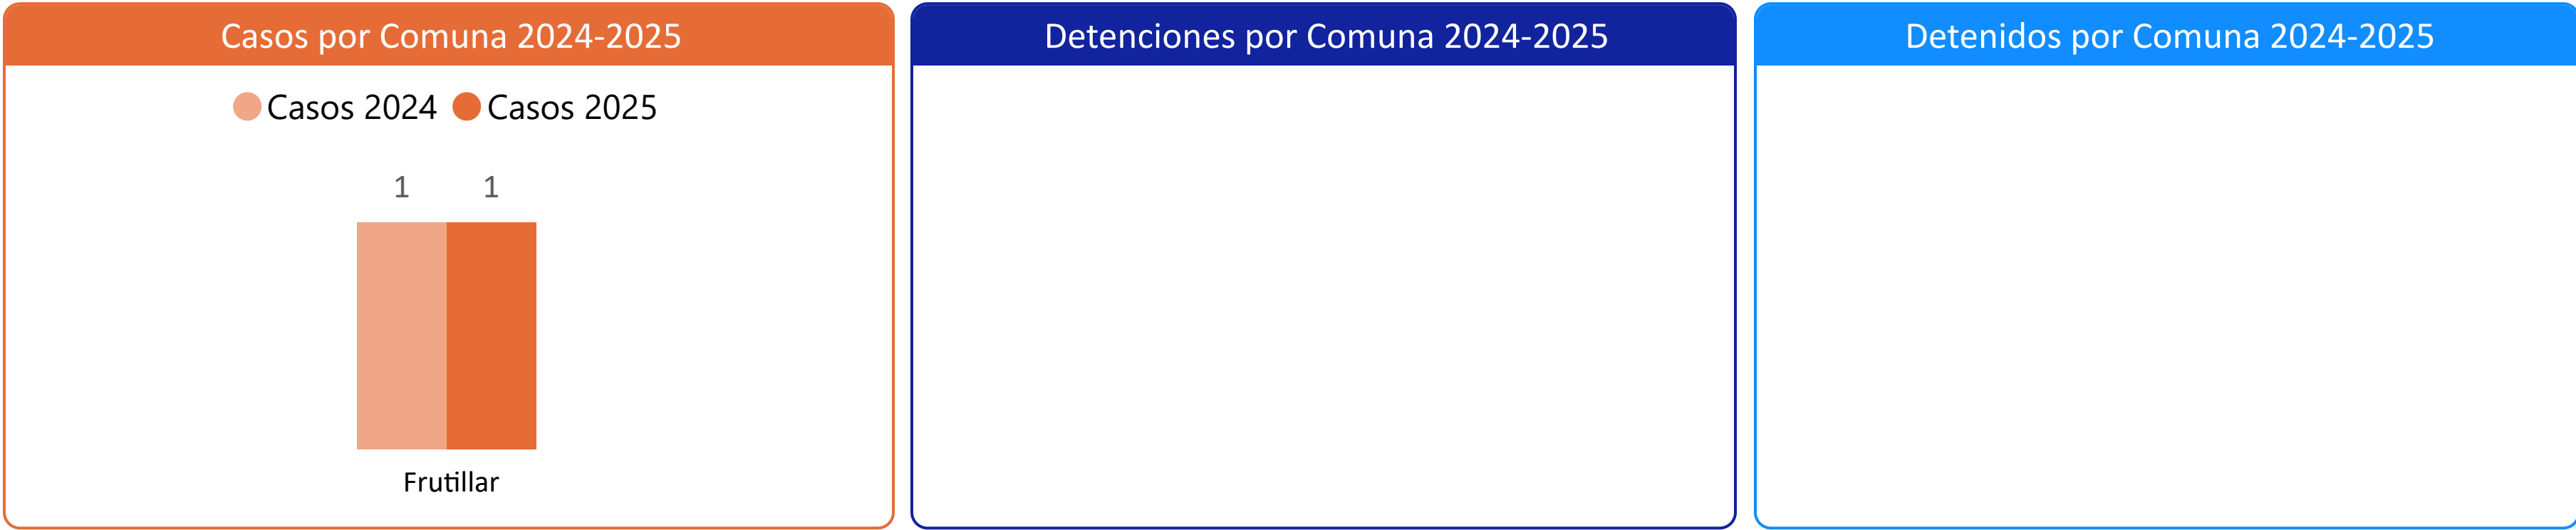 Casos por Comuna 2024-2025
Casos 2024 Casos 2025
1 1
Frutillar
Detenciones por Comuna 2024-2025
Detenidos por Comuna 2024-2025